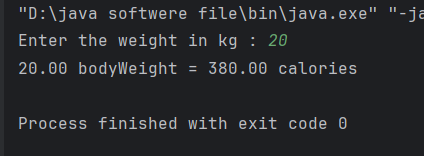 "D:\java softwere file\bin\java.exe" "-ja
Enter the weight in kg : 20
20.00 bodyWeight = 380.00 calories
Process finished with exit code 0